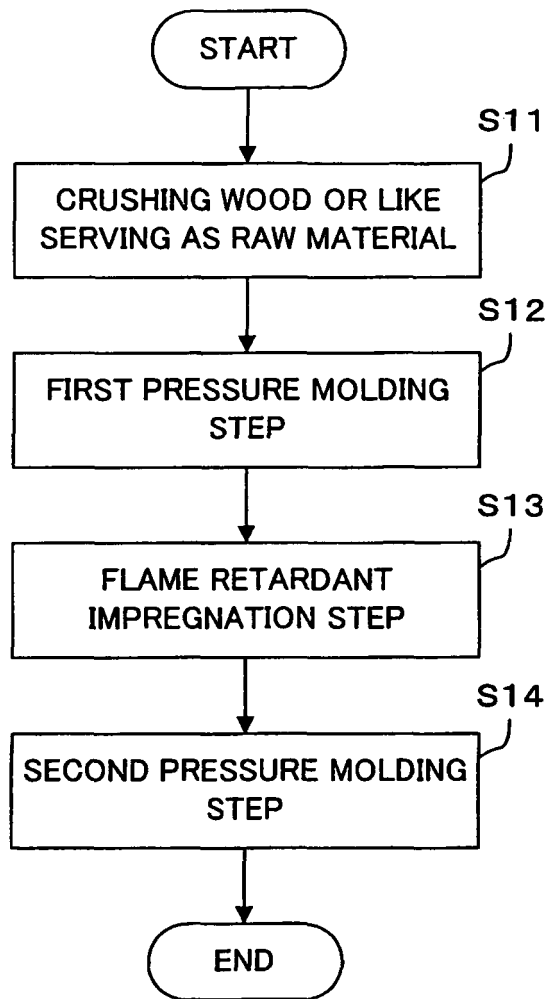 START
S11
CRUSHING WOOD OR LIKE
SERVING AS RAW MATERIAL
S12
FIRST PRESSURE MOLDING
STEP
S13
FLAME RETARDANT
IMPREGNATION STEP
S14
SECOND PRESSURE MOLDING
STEP
END